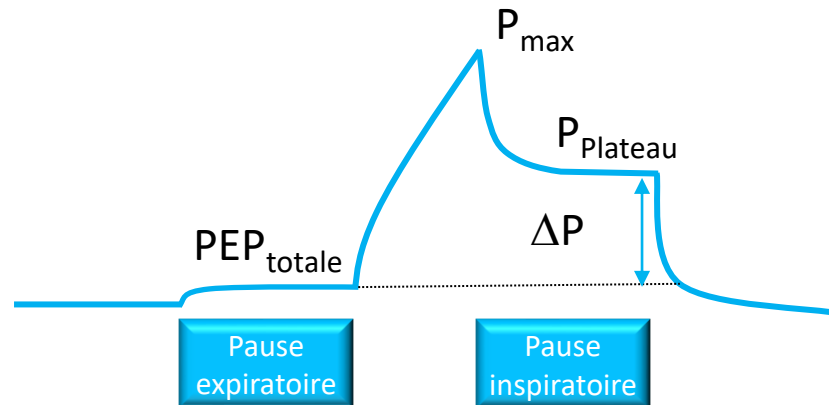 Pmax
PPlateau
PEPtotale
ΔP
Pause
expiratoire
Pause
inspiratoire